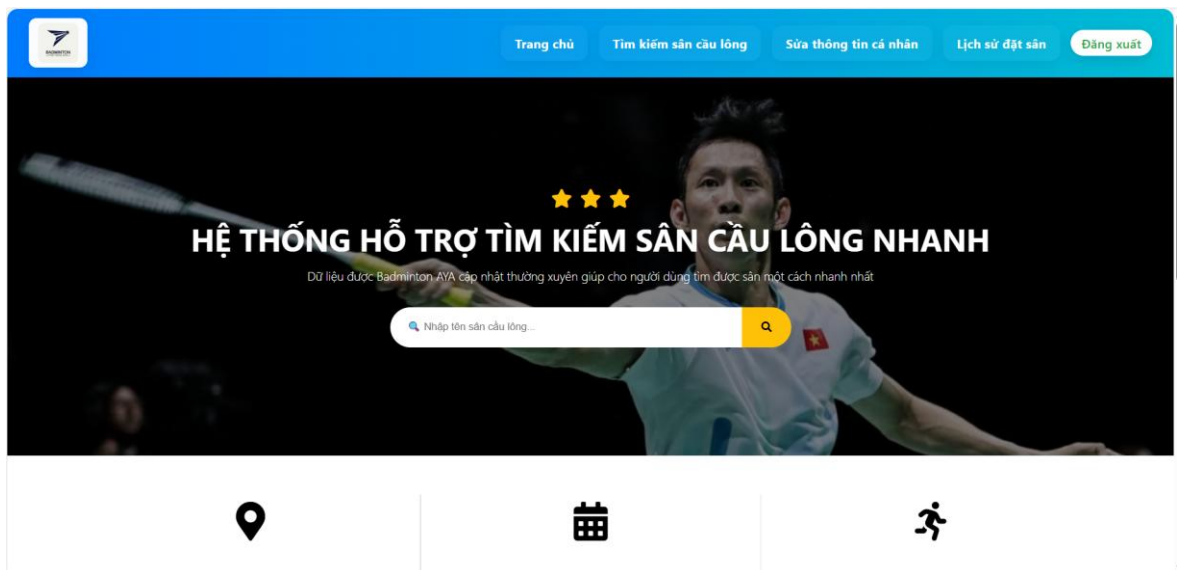 BADMINTON
Trang chủ
Tìm kiếm sân cầu lông
Sửa thông tin cá nhân
Lịch sử đặt sân
Đăng xuất
HỆ THỐNG HỖ TRỢ TÌM KIẾM SÂN CẦU LÔNG NHANH
Dữ liệu được Badminton AYA cập nhật thường xuyên giúp cho người dùng tìm được sân một cách nhanh nhất
Nhập tên sân cầu lông...